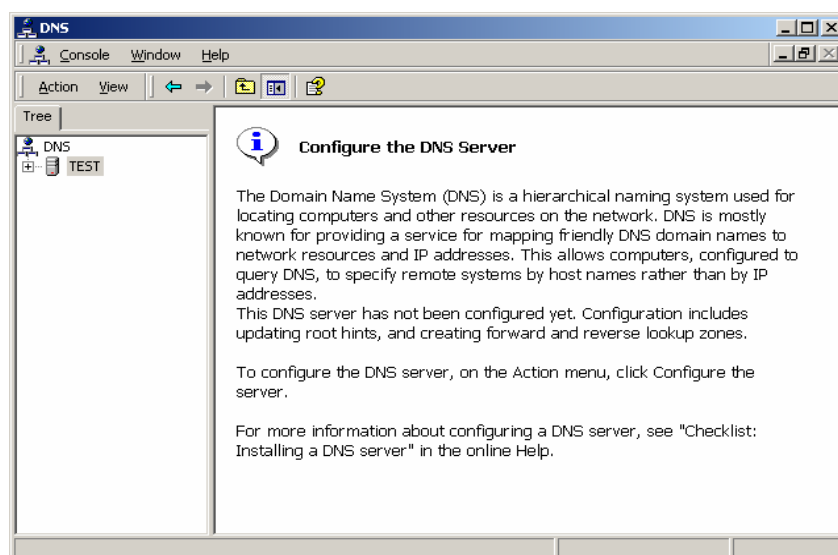 DNS
Console Window Help
Action View
Tree
DNS
TEST
Configure the DNS Server
The Domain Name System (DNS) is a hierarchical naming system used for
locating computers and other resources on the network. DNS is mostly
known for providing a service for mapping friendly DNS domain names to
network resources and IP addresses. This allows computers, configured to
query DNS, to specify remote systems by host names rather than by IP
addresses.
This DNS server has not been configured yet. Configuration includes
updating root hints, and creating forward and reverse lookup zones.
To configure the DNS server, on the Action menu, click Configure the
server.
For more information about configuring a DNS server, see "Checklist:
Installing a DNS server" in the online Help.